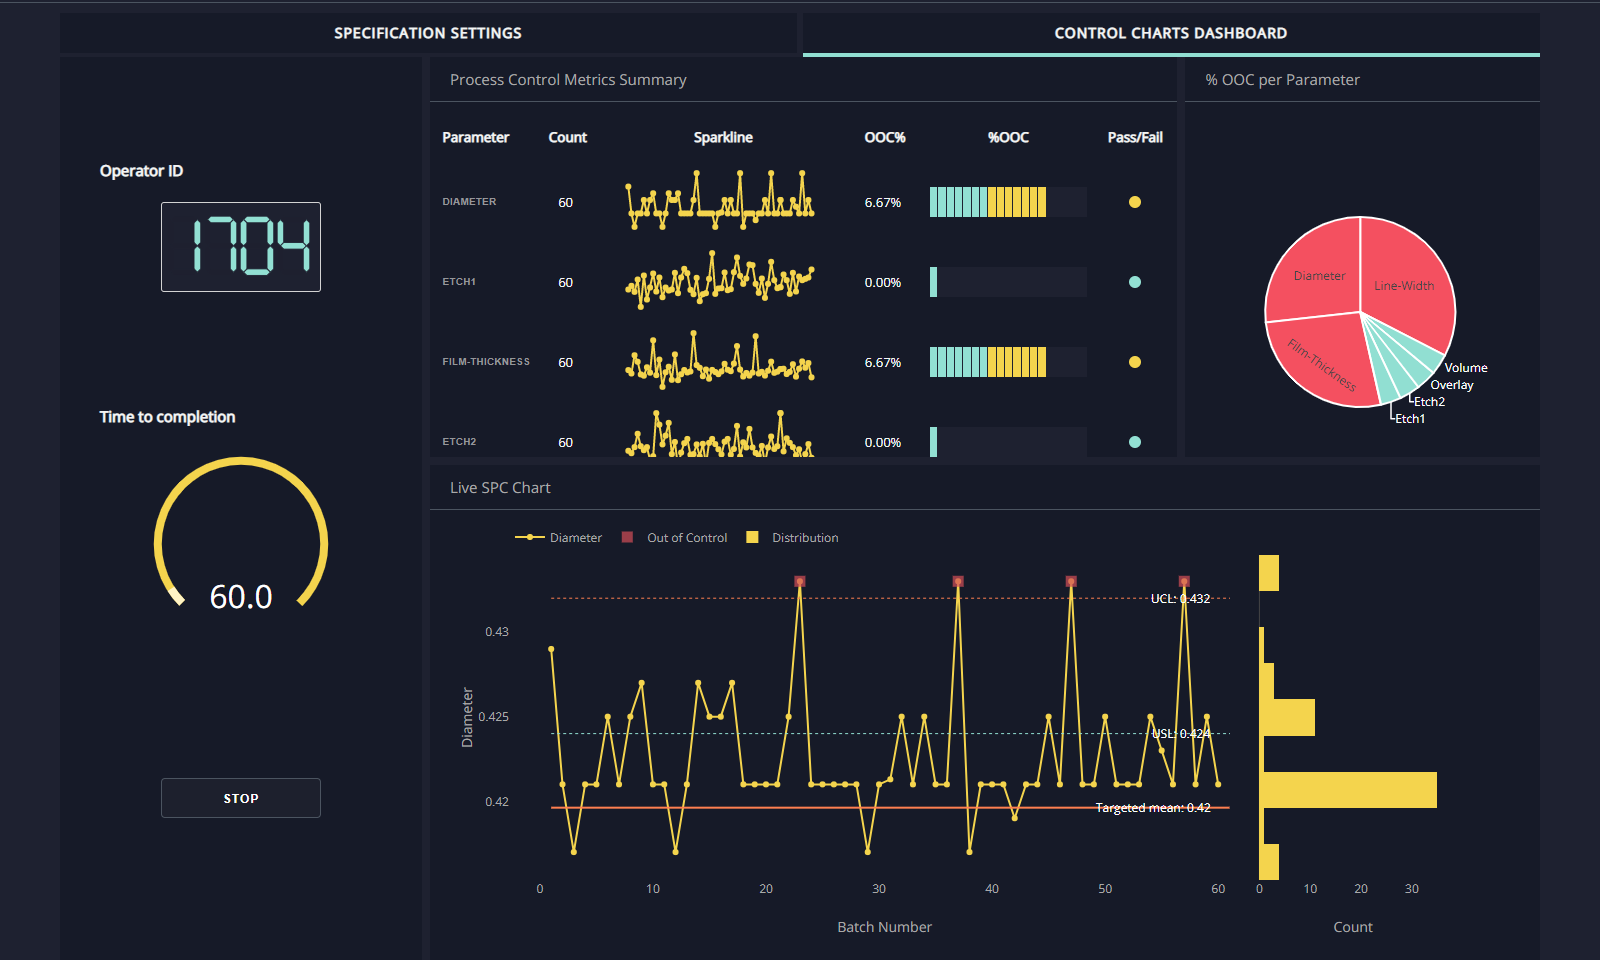 SPECIFICATION SETTINGS
CONTROL CHARTS DASHBOARD
Operator ID
1704
Time to completion
60.0
STOP
Process Control Metrics Summary
Parameter Count Sparkline OOC% %OOC Pass/Fail
DIAMETER 60 6.67%
ETCH1 60 0.00%
FILM-THICKNESS 60 6.67%
ETCH2 60 0.00%
% OOC per Parameter
Diameter
Line-Width
Film-Thickness
Volume
Overlay
Etch2
Etch1
Live SPC Chart
Diameter Out of Control Distribution
UCL: 0.432
0.43
Diameter
0.425
USL: 0.424
0.42
Targeted mean: 0.42
0 10 20 30 40 50 60
Batch Number
0 10 20 30
Count